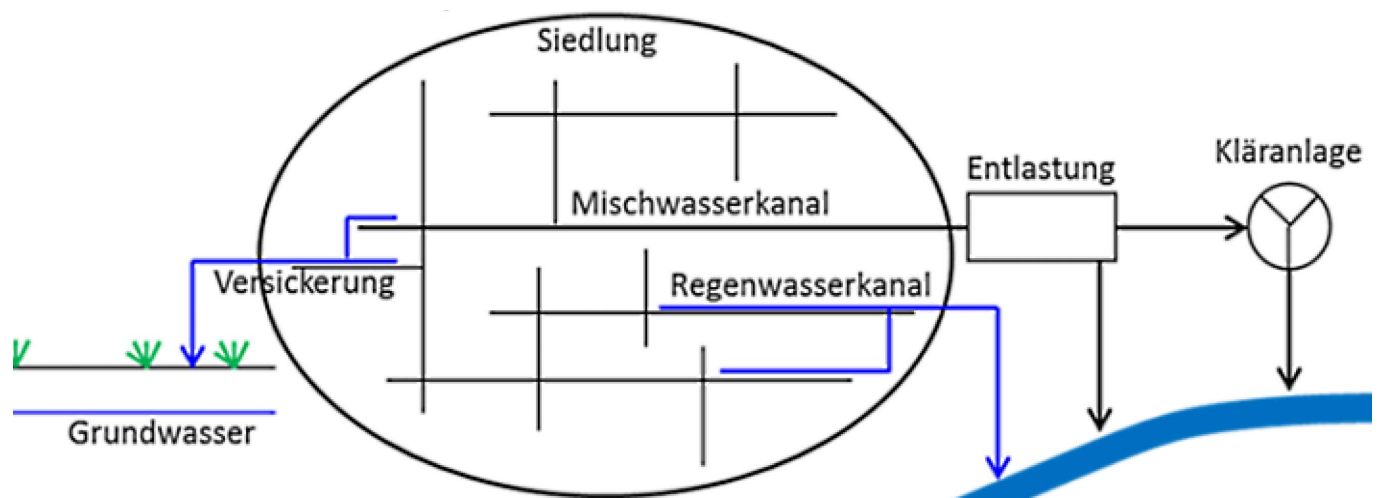 Siedlung
Kläranlage
Entlastung
Mischwasserkanal
Versickerung
Regenwasserkanal
Grundwasser